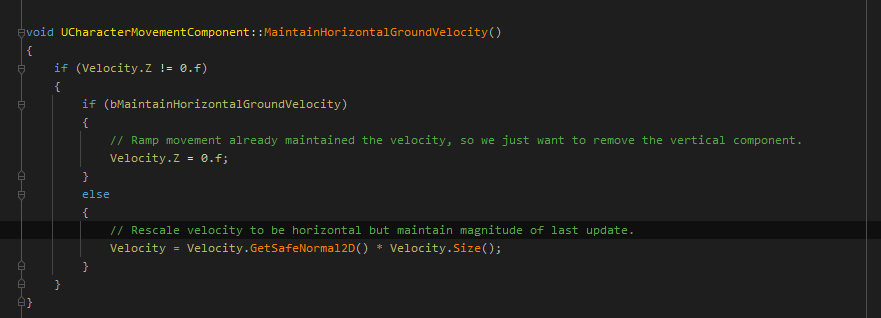 void UCharacterMovementComponent::MaintainHorizontalGroundVelocity()
{
if (Velocity.Z != 0.f)
{
if (bMaintainHorizontalGroundVelocity)
{
// Ramp movement already maintained the velocity, so we just want to remove the vertical component.
Velocity.Z = 0.f;
}
else
{
// Rescale velocity to be horizontal but maintain magnitude of last update.
Velocity = Velocity.GetSafeNormal2D() * Velocity.Size();
}
}
}